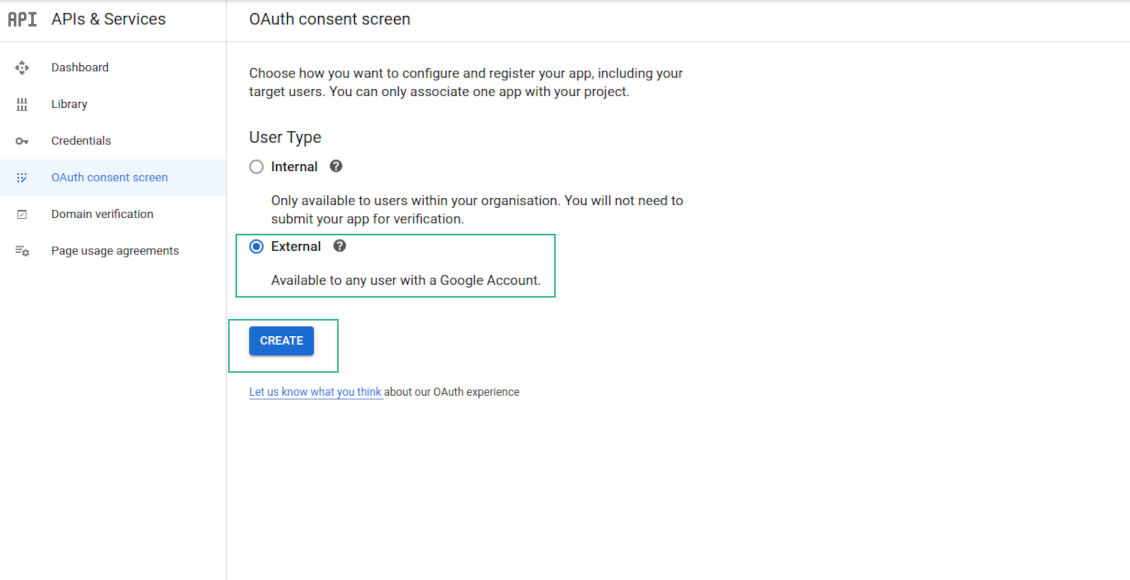 API APIs & Services
Dashboard
Library
Credentials
OAuth consent screen
Domain verification
Page usage agreements
OAuth consent screen
Choose how you want to configure and register your app, including your
target users. You can only associate one app with your project.
User Type
Internal
Only available to users within your organisation. You will not need to
submit your app for verification.
External
Available to any user with a Google Account.
CREATE
Let us know what you think about our OAuth experience